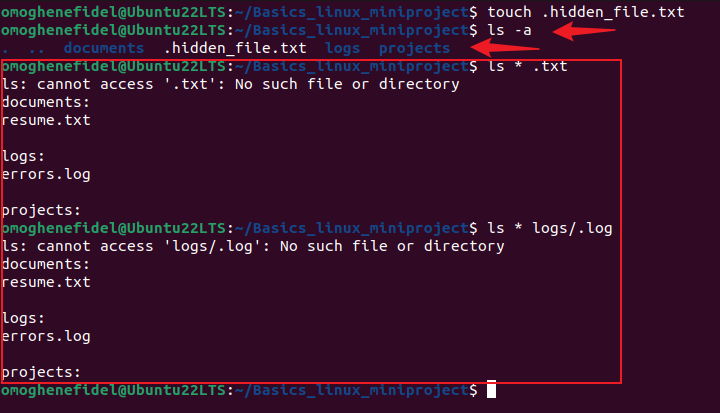 omoghenefidel@Ubuntu22LTS:~/Basics_linux_miniproject$ touch .hidden_file.txt
omoghenefidel@Ubuntu22LTS:~/Basics_linux_miniproject$ ls -a
.  ..  documents  .hidden_file.txt  logs  projects
omoghenefidel@Ubuntu22LTS:~/Basics_linux_miniproject$ ls * .txt
ls: cannot access '.txt': No such file or directory
documents:
resume.txt

logs:
errors.log

projects:
omoghenefidel@Ubuntu22LTS:~/Basics_linux_miniproject$ ls * logs/.log
ls: cannot access 'logs/.log': No such file or directory
documents:
resume.txt

logs:
errors.log

projects:
omoghenefidel@Ubuntu22LTS:~/Basics_linux_miniproject$